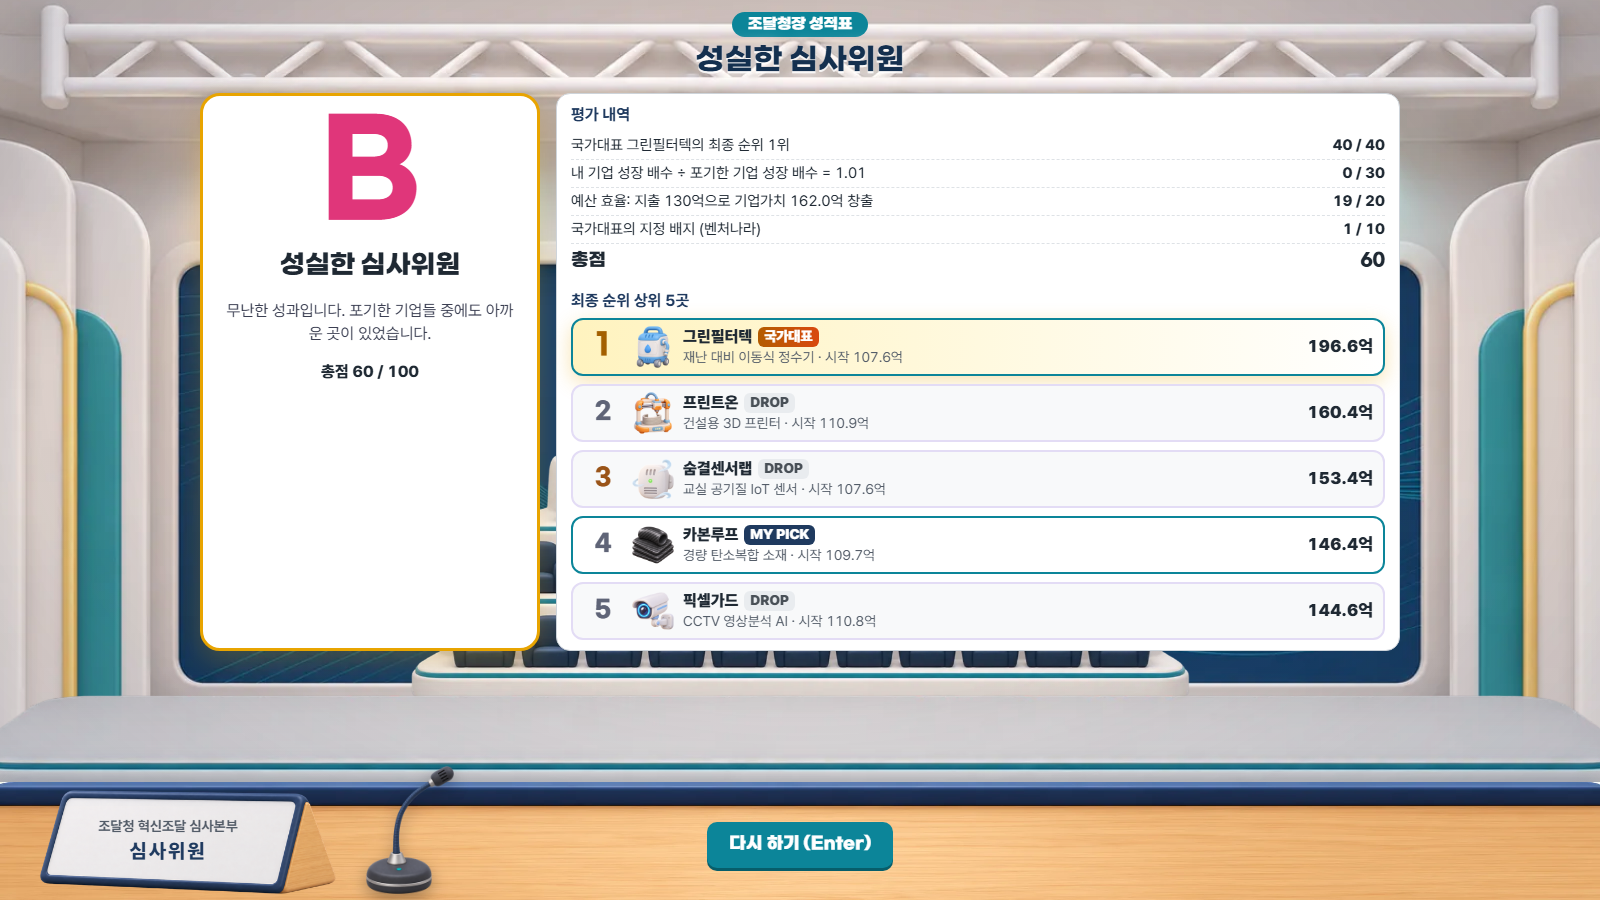 조달청장 성적표
성실한 심사위원
B
성실한 심사위원
무난한 성과입니다. 포기한 기업들 중에도 아까
운 곳이 있었습니다.
총점 60 / 100
평가 내역
국가대표 그린필터텍의 최종 순위 1위 40 / 40
내 기업 성장 배수 ÷ 포기한 기업 성장 배수 = 1.01 0 / 30
예산 효율: 지출 130억으로 기업가치 162.0억 창출 19 / 20
국가대표의 지정 배지 (벤처나라) 1 / 10
총점 60
최종 순위 상위 5곳
1 그린필터텍 국가대표 196.6억
재난 대비 이동식 정수기 · 시작 107.6억
2 프린트온 DROP 160.4억
건설용 3D 프린터 · 시작 110.9억
3 숨결센서랩 DROP 153.4억
교실 공기질 IoT 센서 · 시작 107.6억
4 카본루프 MY PICK 146.4억
경량 탄소복합 소재 · 시작 109.7억
5 픽셀가드 DROP 144.6억
CCTV 영상분석 AI · 시작 110.8억
조달청 혁신조달 심사본부
심사위원
다시 하기 (Enter)